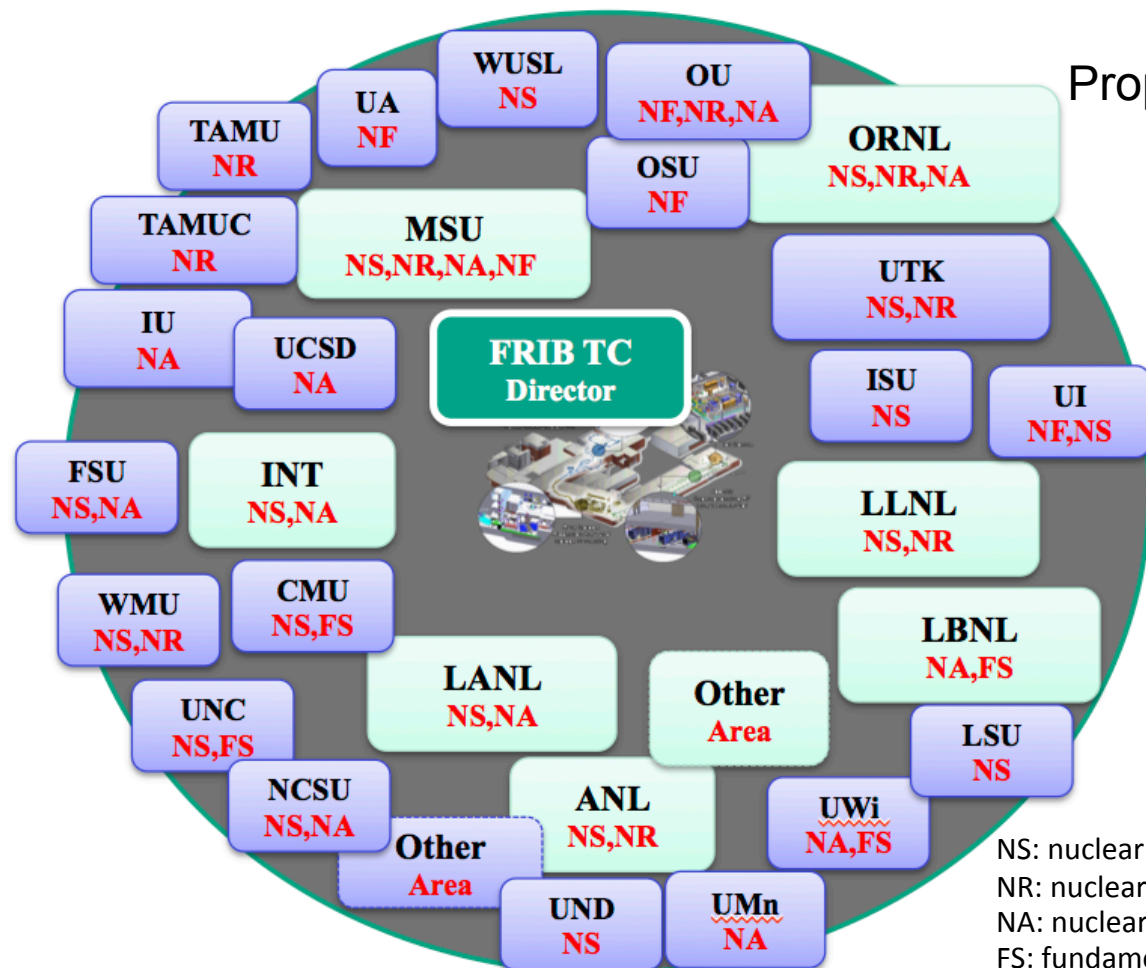 Prop
WUSL
NS
OU
NF,NR,NA
UA
NF
TAMU
NR
ORNL
NS,NR,NA
OSU
NF
TAMUC
NR
MSU
NS,NR,NA,NF
UTK
NS,NR
IU
NA
UCSD
NA
FRIB TC
Director
ISU
NS
UI
NF,NS
FSU
NS,NA
INT
NS,NA
LLNL
NS,NR
WMU
NS,NR
CMU
NS,FS
LBNL
NA,FS
LANL
NS,NA
Other
Area
UNC
NS,FS
LSU
NS
NCSU
NS,NA
ANL
NS,NR
UWi
NA,FS
Other
Area
UND
NS
UMn
NA
NS: nuclear
NR: nuclear
NA: nuclear
FS: fundame